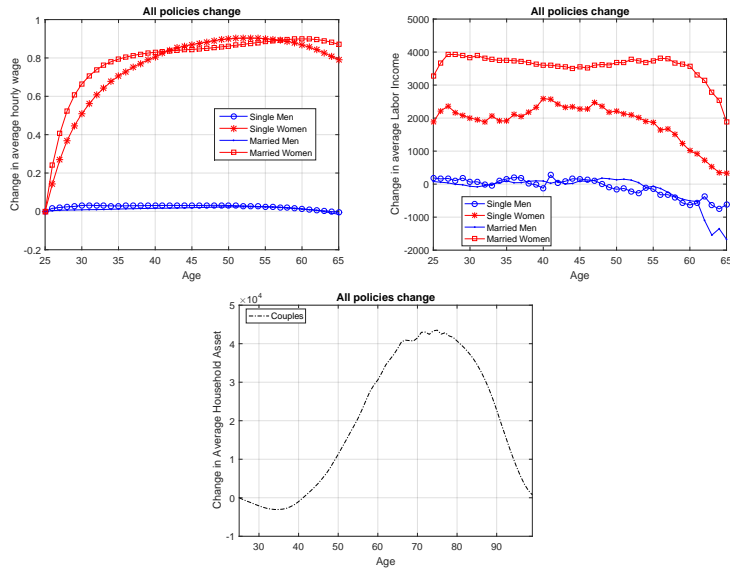 All policies change
Change in average hourly wage
1
0.8
0.6
0.4
0.2
0.0
-0.2
25 30 35 40 45 50 55 60 65
Age
Single Men
Single Women
Married Men
Married Women
All policies change
Change in average Labor Income
5000
4000
3000
2000
1000
0
-1000
-2000
25 30 35 40 45 50 55 60 65
Age
Single Men
Single Women
Married Men
Married Women
All policies change
×10⁴
Change in Average Household Asset
5
4
3
2
1
0
-1
30 40 50 60 70 80 90
Age
Couples